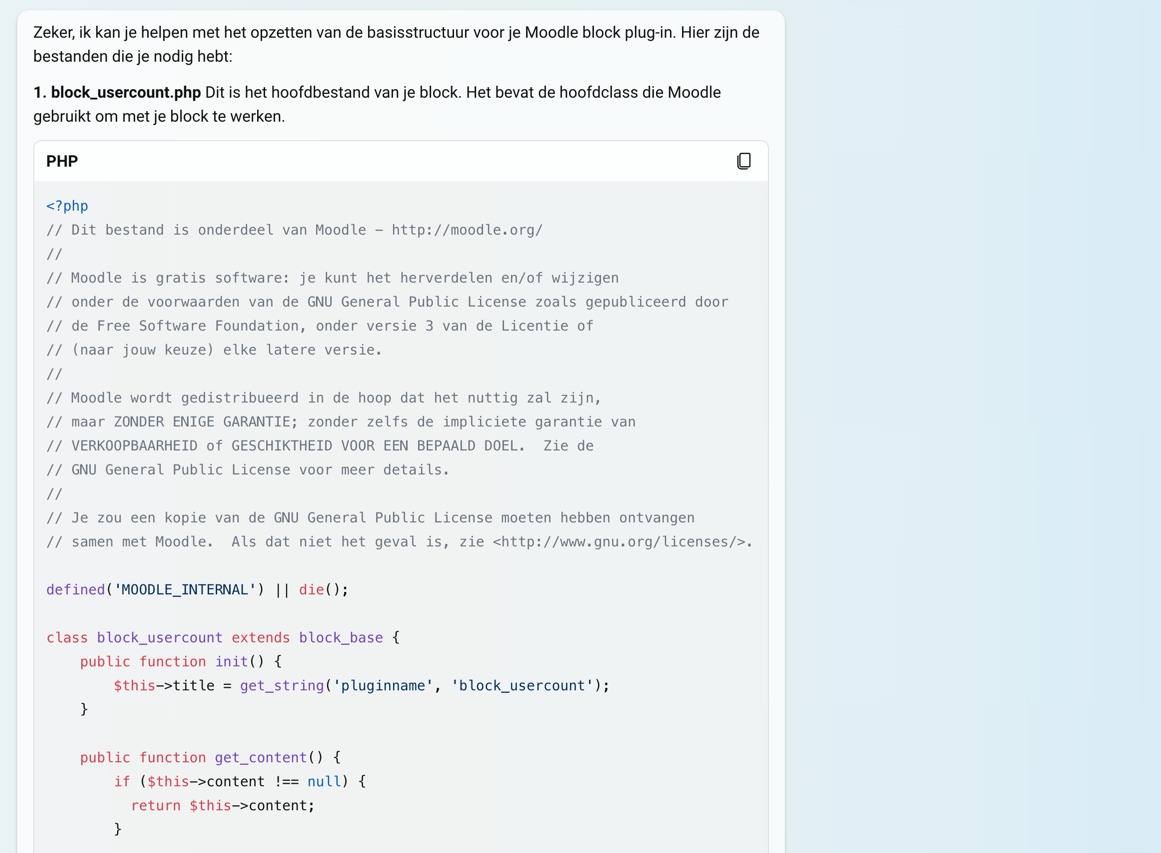 Zeker, ik kan je helpen met het opzetten van de basisstructuur voor je Moodle block plug-in. Hier zijn de
bestanden die je nodig hebt:
1. block_usercount.php Dit is het hoofdbestand van je block. Het bevat de hoofdclass die Moodle
gebruikt om met je block te werken.
PHP
<?php
// Dit bestand is onderdeel van Moodle - http://moodle.org/
//
// Moodle is gratis software: je kunt het herverdelen en/of wijzigen
// onder de voorwaarden van de GNU General Public License zoals gepubliceerd door
// de Free Software Foundation, onder versie 3 van de Licentie of
// (naar jouw keuze) elke latere versie.
//
// Moodle wordt gedistribueerd in de hoop dat het nuttig zal zijn,
// maar ZONDER ENIGE GARANTIE; zonder zelfs de impliciete garantie van
// VERKOOPBAARHEID of GESCHIKTHEID VOOR EEN BEPAALD DOEL.  Zie de
// GNU General Public License voor meer details.
//
// Je zou een kopie van de GNU General Public License moeten hebben ontvangen
// samen met Moodle.  Als dat niet het geval is, zie <http://www.gnu.org/licenses/>.
defined('MOODLE_INTERNAL') || die();
class block_usercount extends block_base {
    public function init() {
        $this->title = get_string('pluginname', 'block_usercount');
    }
    public function get_content() {
        if ($this->content !== null) {
          return $this->content;
        }